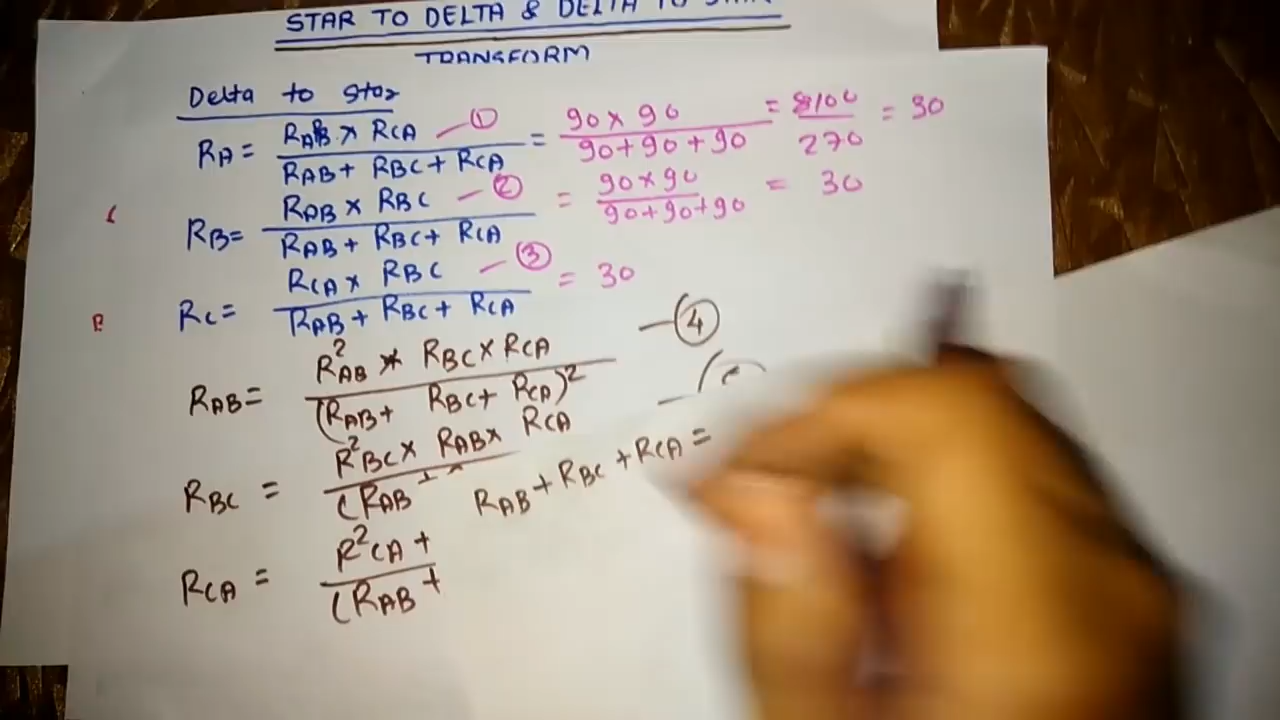 STAR TO DELTA & DELTA TO STAR
TRANSFORM
Delta to Star
RA = RAB × RCA / RAB + RBC + RCA — ① = 90 × 90 / 90 + 90 + 90 = 8100 / 270 = 30
RB = RAB × RBC / RAB + RBC + RCA — ② = 90 × 90 / 90 + 90 + 90 = 30
RC = RCA × RBC / RAB + RBC + RCA — ③ = 30
RAB = R²AB × RBC × RCA / (RAB + RBC + RCA)² — ④
RBC = R²BC × RAB × RCA / (RAB +
RAB + RBC + RCA =
RCA = R²CA + / (RAB +